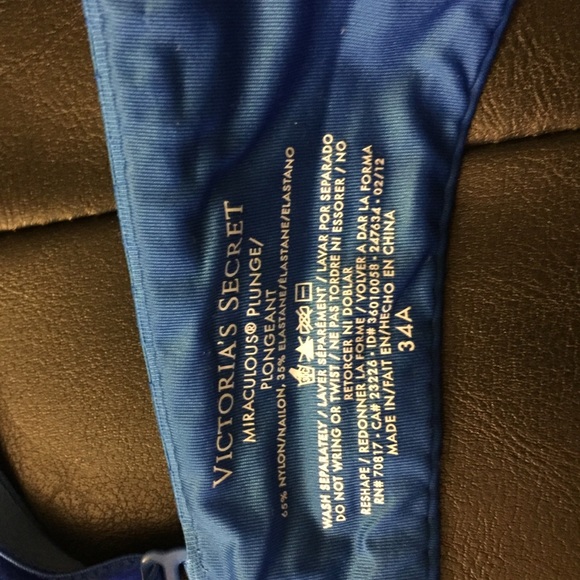 VICTORIA'S SECRET
MIRACULOUS® PLUNGE/
PLONGEANT
65% NYLON/NAILON, 35% ELASTANE/ÉLASTANE/ELASTANO
WASH SEPARATELY / LAVER SÉPARÉMENT / LAVAR POR SEPARADO
DO NOT WRING OR TWIST / NE PAS TORDRE NI ESSORER / NO
RETORCER NI DOBLAR
RESHAPE / REDONNER LA FORME / VOLVER A DAR LA FORMA
RN# 70817 • CA# 23226 • ID# 36010058 • 247634 • 02/12
MADE IN/FAIT EN/HECHO EN CHINA
34A